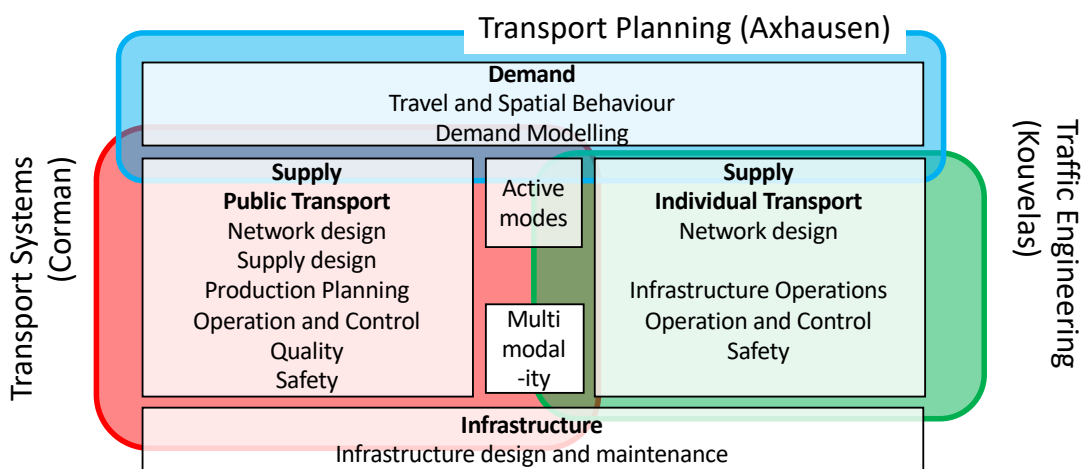 Transport Planning (Axhausen)
Demand
Travel and Spatial Behaviour
Demand Modelling
Transport Systems
(Corman)
Supply
Public Transport
Network design
Supply design
Production Planning
Operation and Control
Quality
Safety
Active
modes
Multi
modal
-ity
Supply
Individual Transport
Network design
Infrastructure Operations
Operation and Control
Safety
Traffic Engineering
(Kouvelas)
Infrastructure
Infrastructure design and maintenance